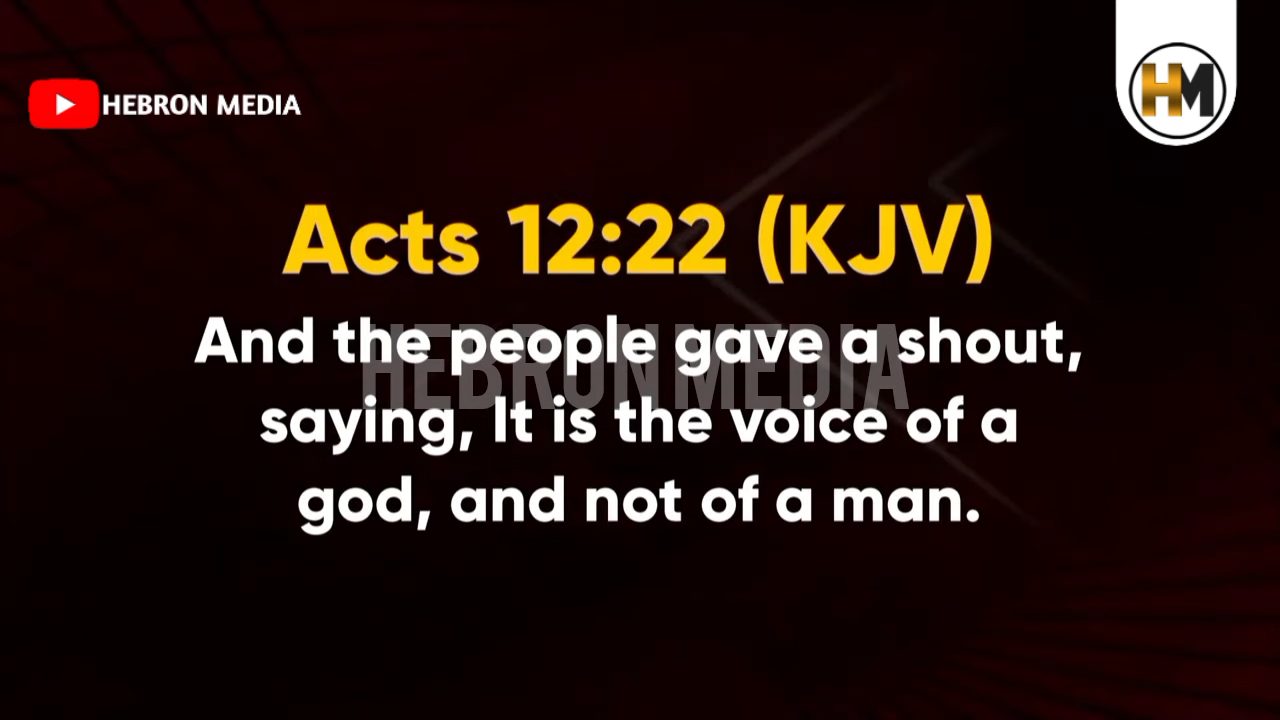 HEBRON MEDIA
HM
Acts 12:22 (KJV)
And the people gave a shout,
HEBRON MEDIA
saying, It is the voice of a
god, and not of a man.